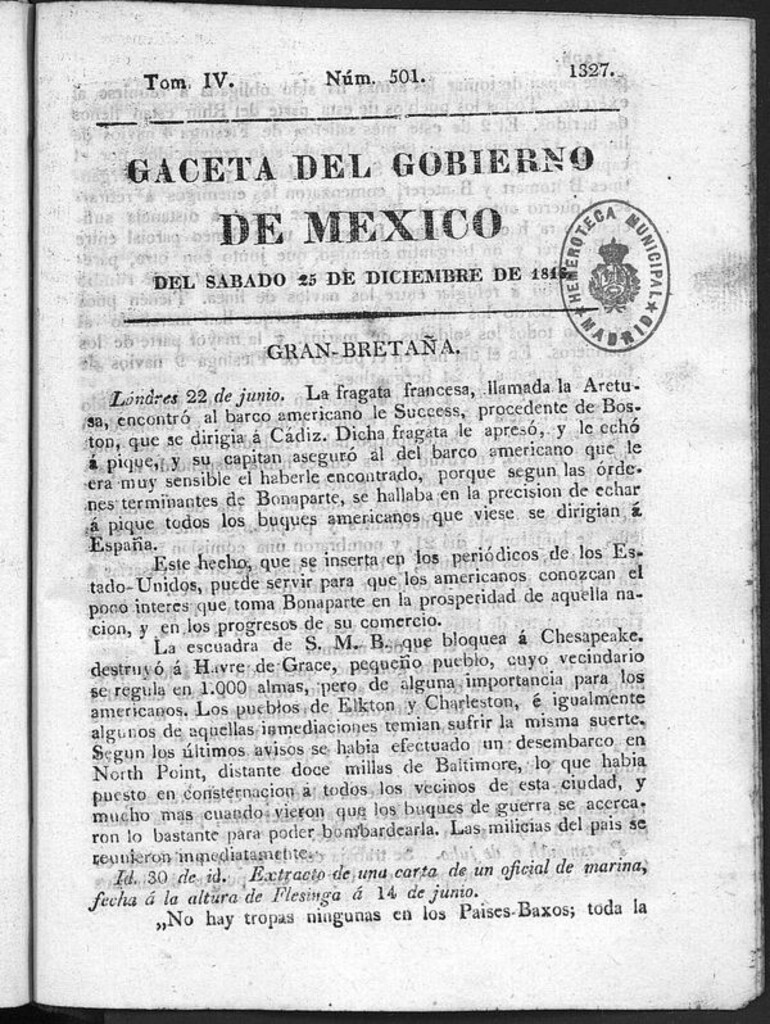 Tom. IV. Núm. 501. 1327.
GACETA DEL GOBIERNO
DE MEXICO
DEL SABADO 25 DE DICIEMBRE DE
HEMEROTECA MUNICIPAL
MADRID
GRAN-BRETAÑA.
Lóndres 22 de junio. La fragata francesa, llamada la Aretu-
sa, encontró al barco americano le Success, procedente de Bos-
ton, que se dirigia á Cádiz. Dicha fragata le apresó, y le echó
á pique, y su capitan aseguró al del barco americano que le
era muy sensible el haberle encontrado, porque segun las órde-
nes terminantes de Bonaparte, se hallaba en la precision de echar
á pique todos los buques americanos que viese se dirigian á
España.
Este hecho, que se inserta en los periódicos de los Es-
tado-Unidos, puede servir para que los americanos conozcan el
poco interes que toma Bonaparte en la prosperidad de aquella na-
cion, y en los progresos de su comercio.
La escuadra de S. M. B. que bloquea á Chesapeake.
destruyó á Havre de Grace, pequeño pueblo, cuyo vecindario
se regula en 1.000 almas, pero de alguna importancia para los
americanos. Los pueblos de Elkton y Charleston, é igualmente
algunos de aquellas inmediaciones temian sufrir la misma suerte.
Segun los últimos avisos se habia efectuado un desembarco en
North Point, distante doce millas de Baltimore, lo que habia
puesto en consternacion á todos los vecinos de esta ciudad, y
mucho mas cuando vieron que los buques de guerra se acerca-
ron lo bastante para poder bombardearla. Las milicias del pais se
reunieron inmediatamente.
Id. 30 de id. Extracto de una carta de un oficial de marina,
fecha á la altura de Flesinga á 14 de junio.
„No hay tropas ningunas en los Paises-Baxos; toda la